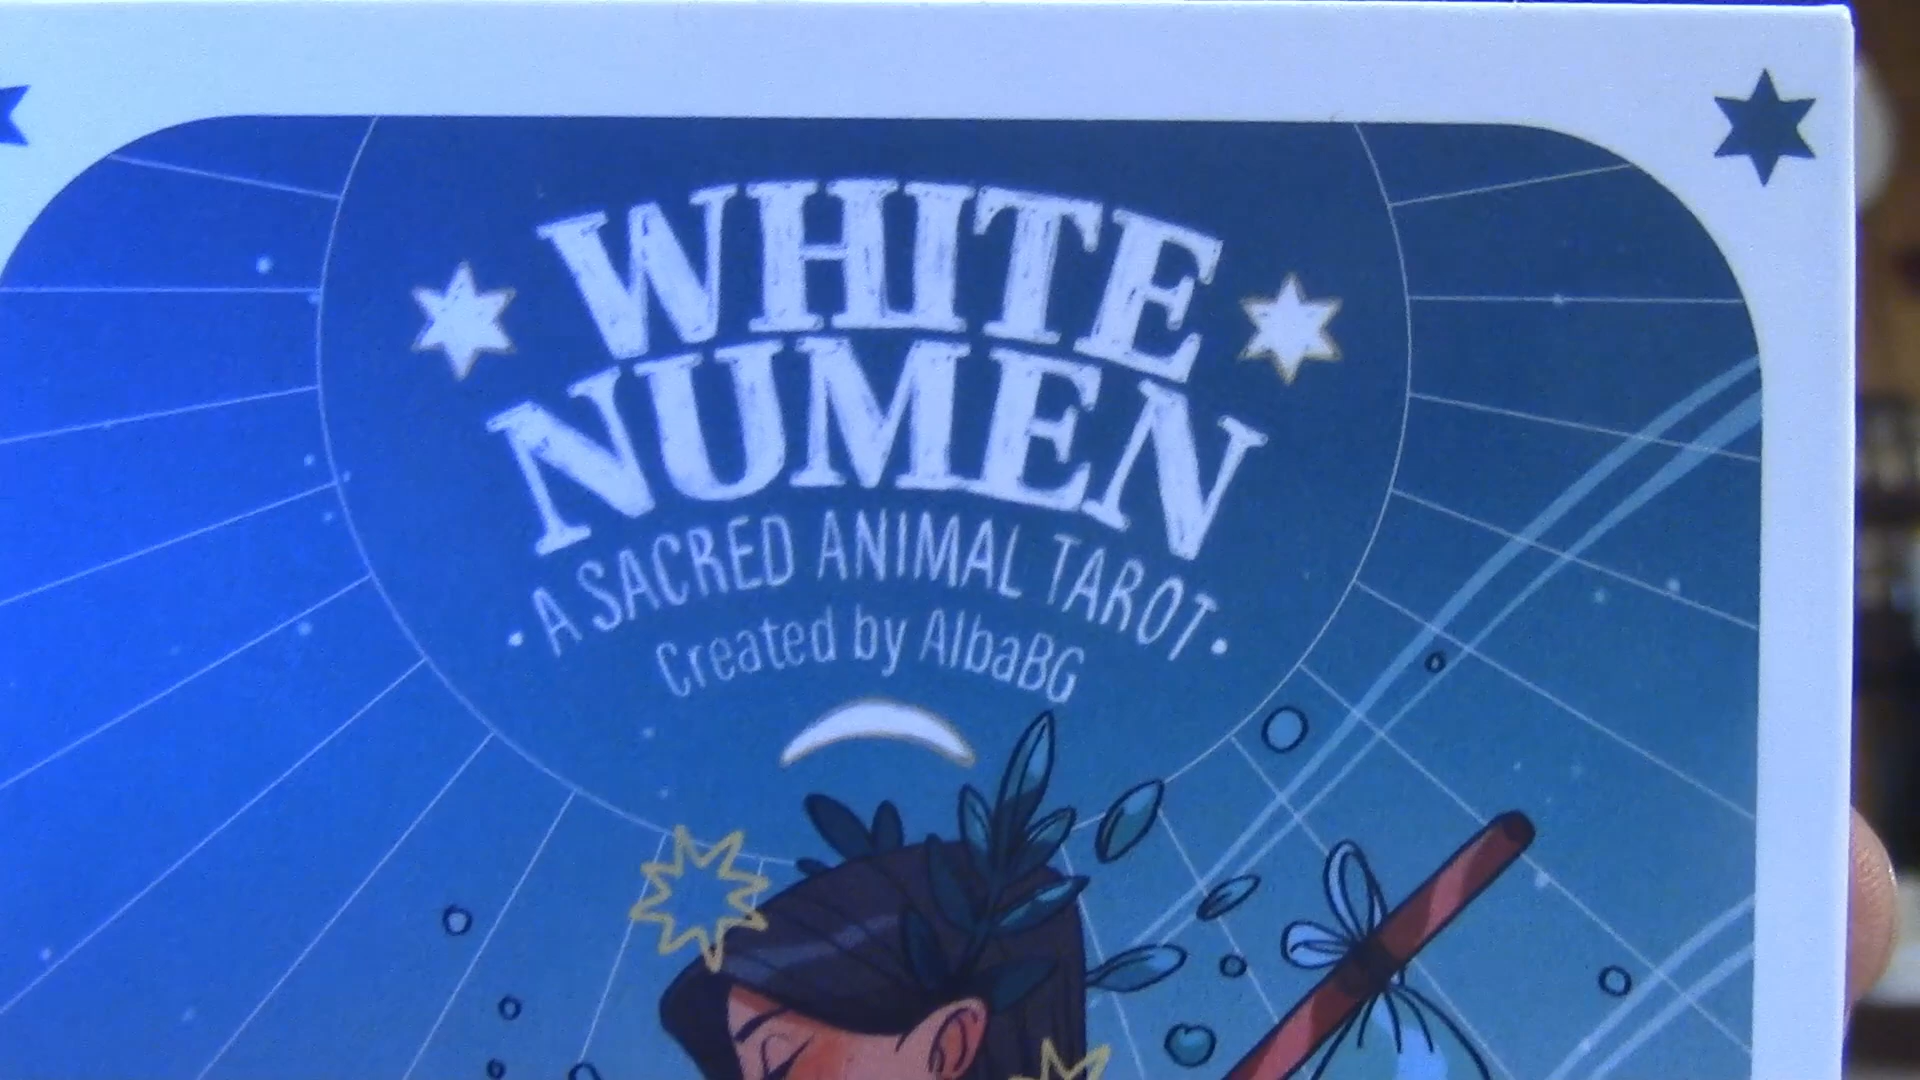 WHITE
NUMEN
• A SACRED ANIMAL TAROT •
Created by AlbaBG